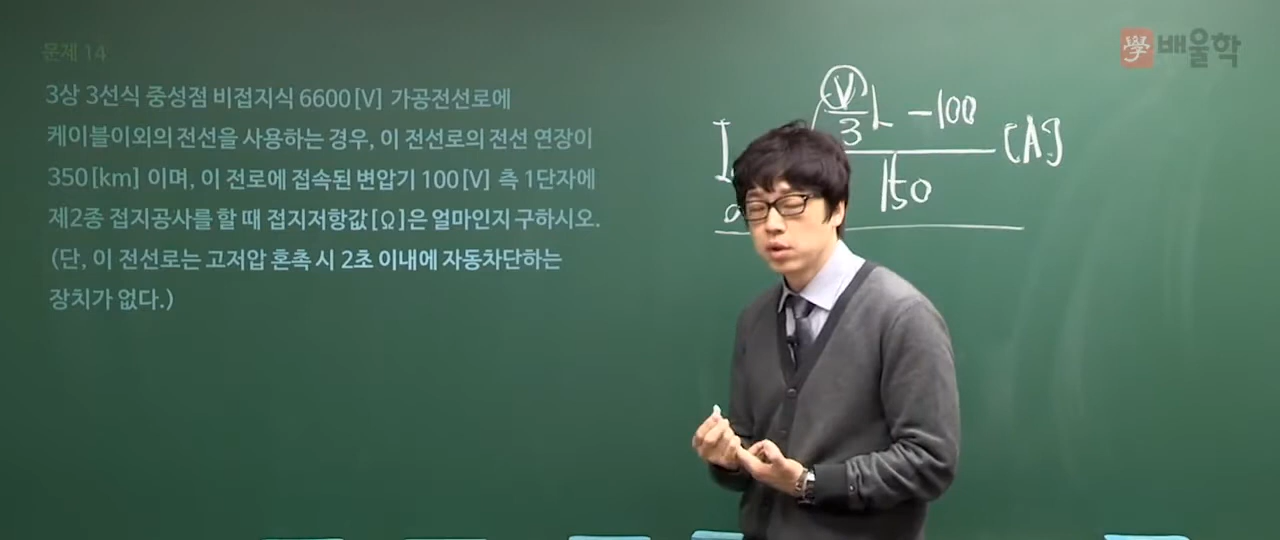 문제 14
3상 3선식 중성점 비접지식 6600[V] 가공전선로에
케이블이외의 전선을 사용하는 경우, 이 전선로의 전선 연장이
350[km] 이며, 이 전로에 접속된 변압기 100[V] 측 1단자에
제2종 접지공사를 할 때 접지저항값[Ω]은 얼마인지 구하시오.
(단, 이 전선로는 고저압 혼촉 시 2초 이내에 자동차단하는
장치가 없다.)
學 배울학
V
3 L -100
I [A]
150